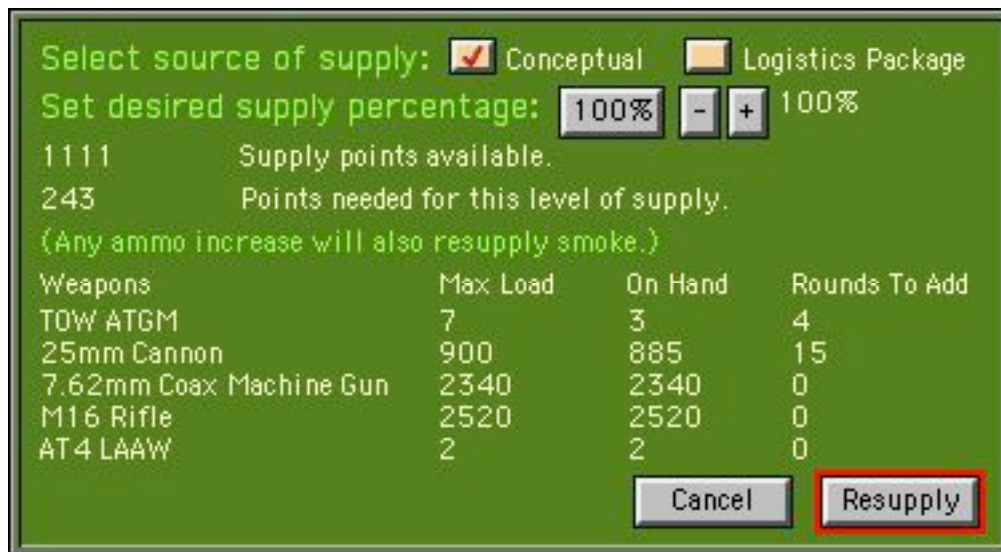 Select source of supply: Conceptual Logistics Package
Set desired supply percentage: 100% - + 100%
1111 Supply points available.
243 Points needed for this level of supply.
(Any ammo increase will also resupply smoke.)
Weapons Max Load On Hand Rounds To Add
TOW ATGM 7 3 4
25mm Cannon 900 885 15
7.62mm Coax Machine Gun 2340 2340 0
M16 Rifle 2520 2520 0
AT4 LAAW 2 2 0
Cancel Resupply